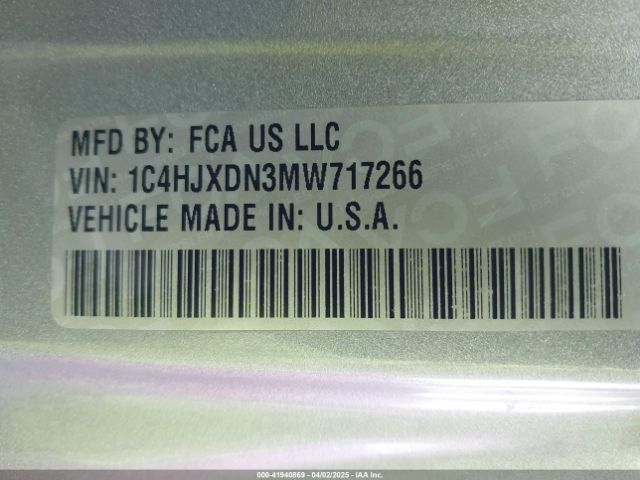 MFD BY: FCA US LLC
VIN: 1C4HJXDN3MW717266
VEHICLE MADE IN: U.S.A.
000-41940869 - 04/02/2025 - IAA Inc.